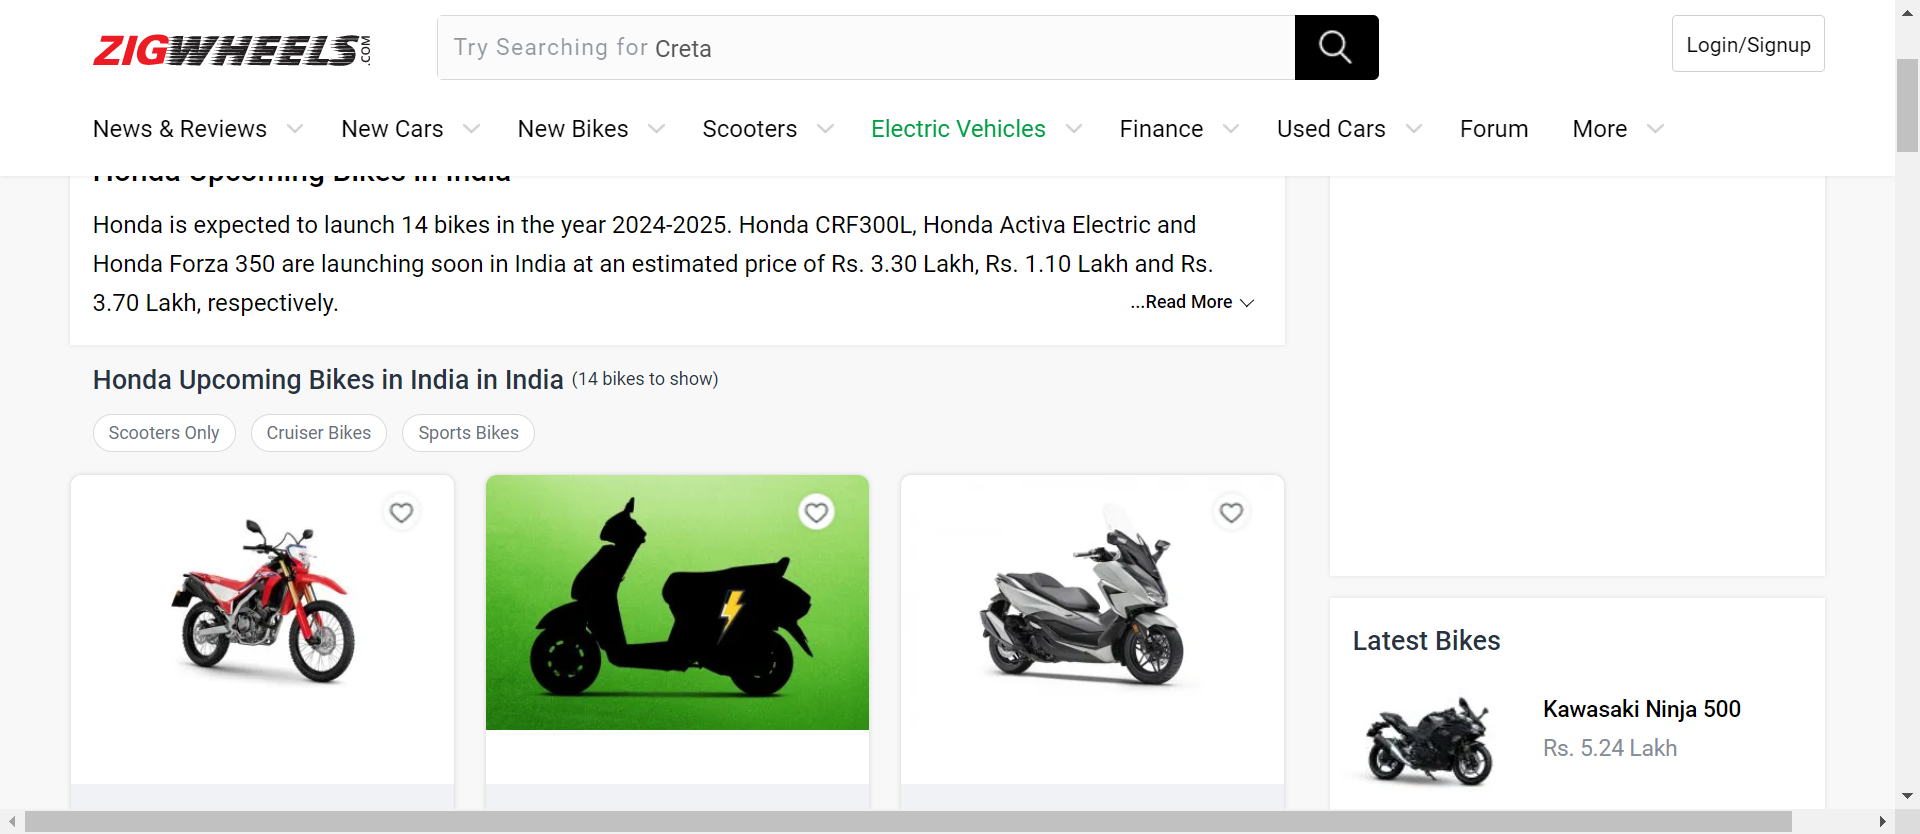 ZIGWHEELS.COM
Try Searching for Creta
Login/Signup
News & Reviews
New Cars
New Bikes
Scooters
Electric Vehicles
Finance
Used Cars
Forum
More
Honda Upcoming Bikes in India
Honda is expected to launch 14 bikes in the year 2024-2025. Honda CRF300L, Honda Activa Electric and
Honda Forza 350 are launching soon in India at an estimated price of Rs. 3.30 Lakh, Rs. 1.10 Lakh and Rs.
3.70 Lakh, respectively.
...Read More
Honda Upcoming Bikes in India in India (14 bikes to show)
Scooters Only
Cruiser Bikes
Sports Bikes
Latest Bikes
Kawasaki Ninja 500
Rs. 5.24 Lakh